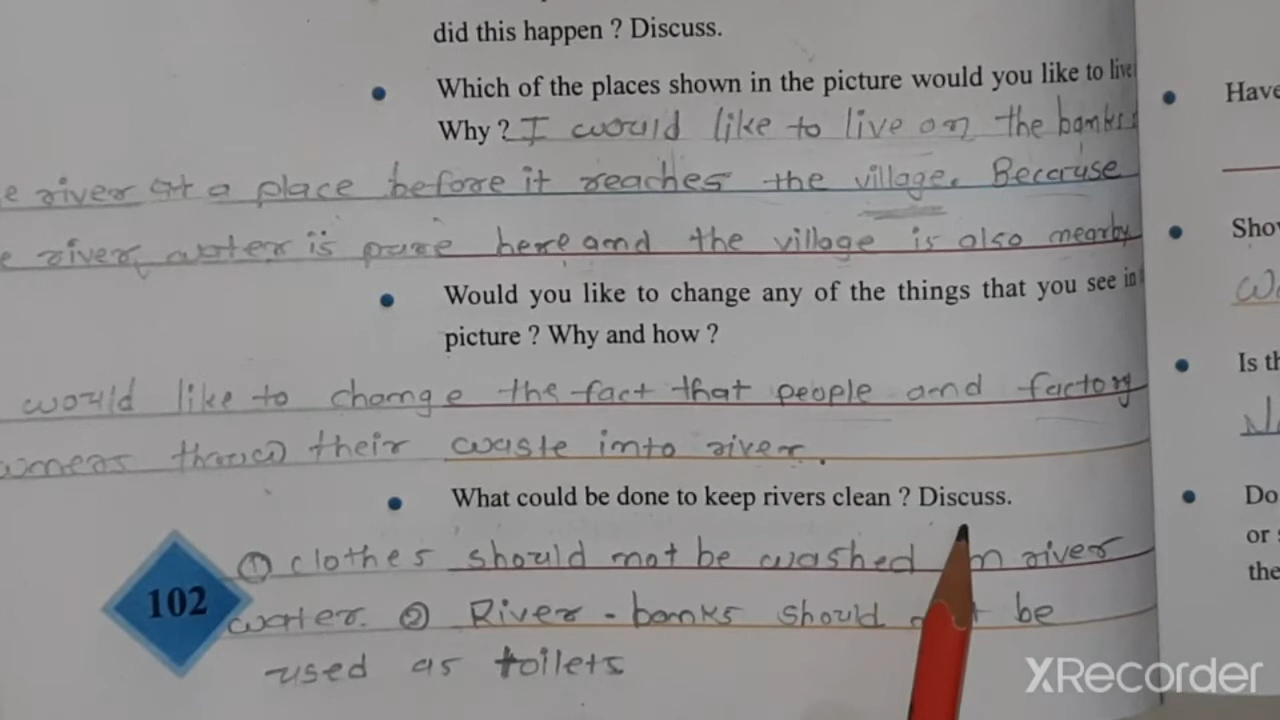 did this happen ? Discuss.
Which of the places shown in the picture would you like to live
Why ? I would like to live on the banks
river at a place before it reaches the village. Because
river water is pure here and the village is also nearby
Would you like to change any of the things that you see in
picture ? Why and how ?
would like to change the fact that people and factory
throw their waste into river.
What could be done to keep rivers clean ? Discuss.
① clothes should not be washed in river
102
water. ② River - banks should be
used as toilets
Have
Is
Do
or
the
XRecorder